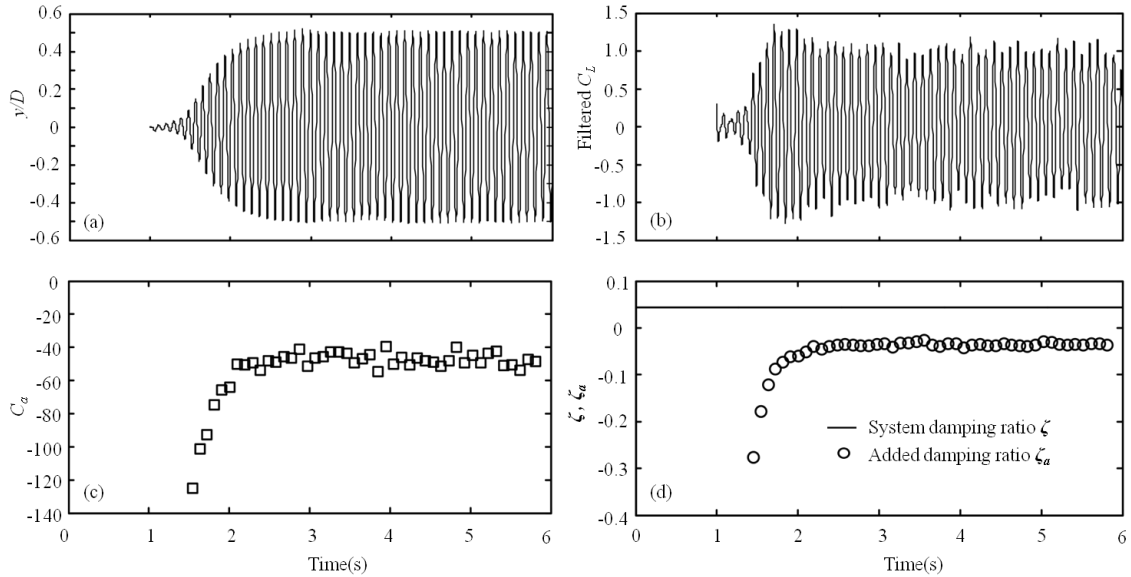 0.6
0.4
0.2
0
-0.2
-0.4
-0.6
y/D
(a)
1.5
1.0
0.5
0
-0.5
-1.0
-1.5
Filtered C_L
(b)
0
-20
-40
-60
-80
-100
-120
-140
C_a
(c)
0 1 2 3 4 5 6
Time(s)
0.1
0
-0.1
-0.2
-0.3
-0.4
ζ , ζ_a
System damping ratio ζ
Added damping ratio ζ_a
(d)
0 1 2 3 4 5 6
Time(s)